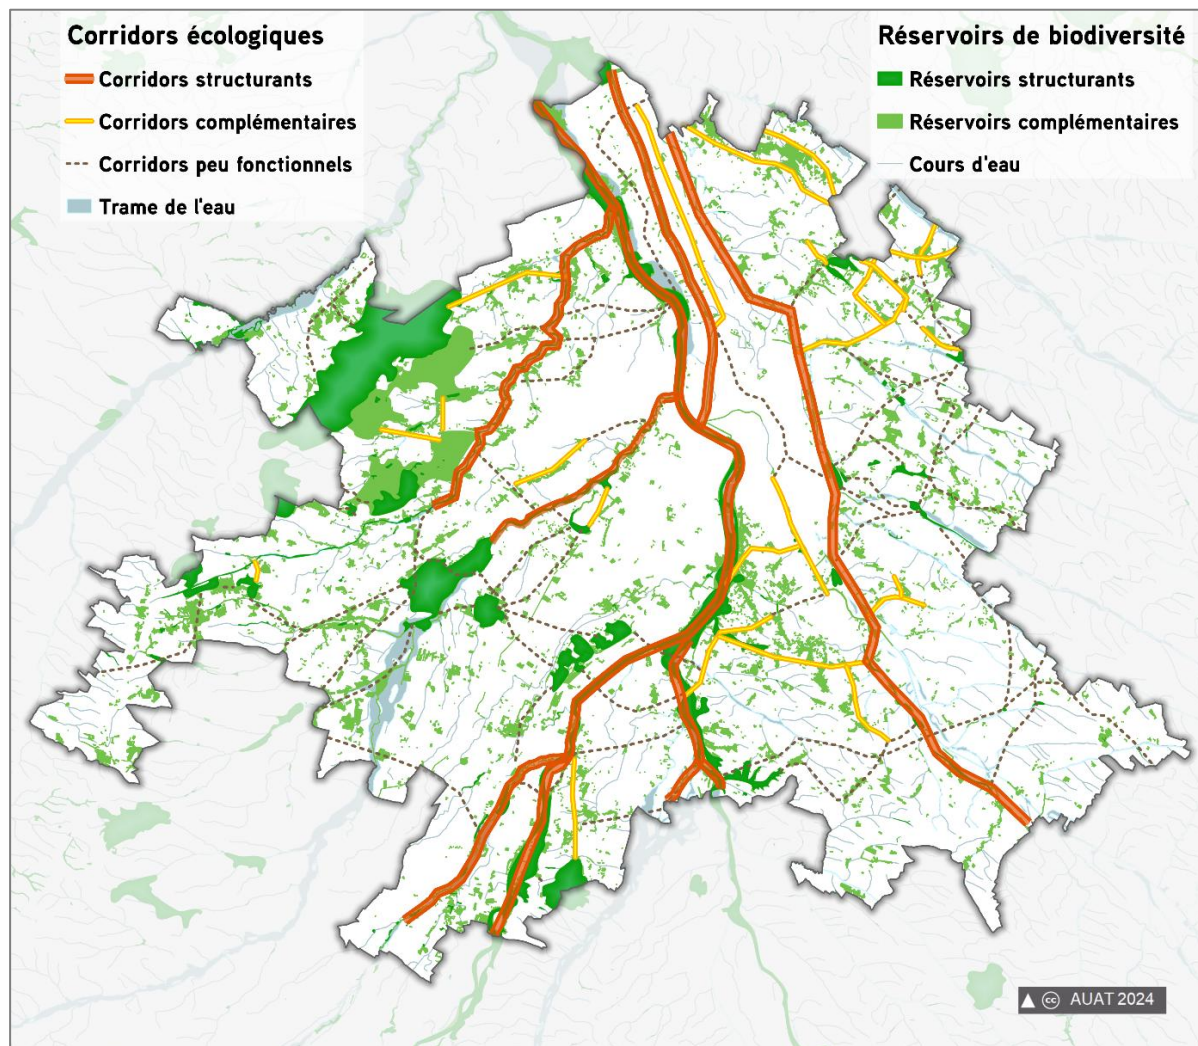 Corridors écologiques
Corridors structurants
Corridors complémentaires
Corridors peu fonctionnels
Trame de l'eau
Réservoirs de biodiversité
Réservoirs structurants
Réservoirs complémentaires
Cours d'eau
cc AUAT 2024